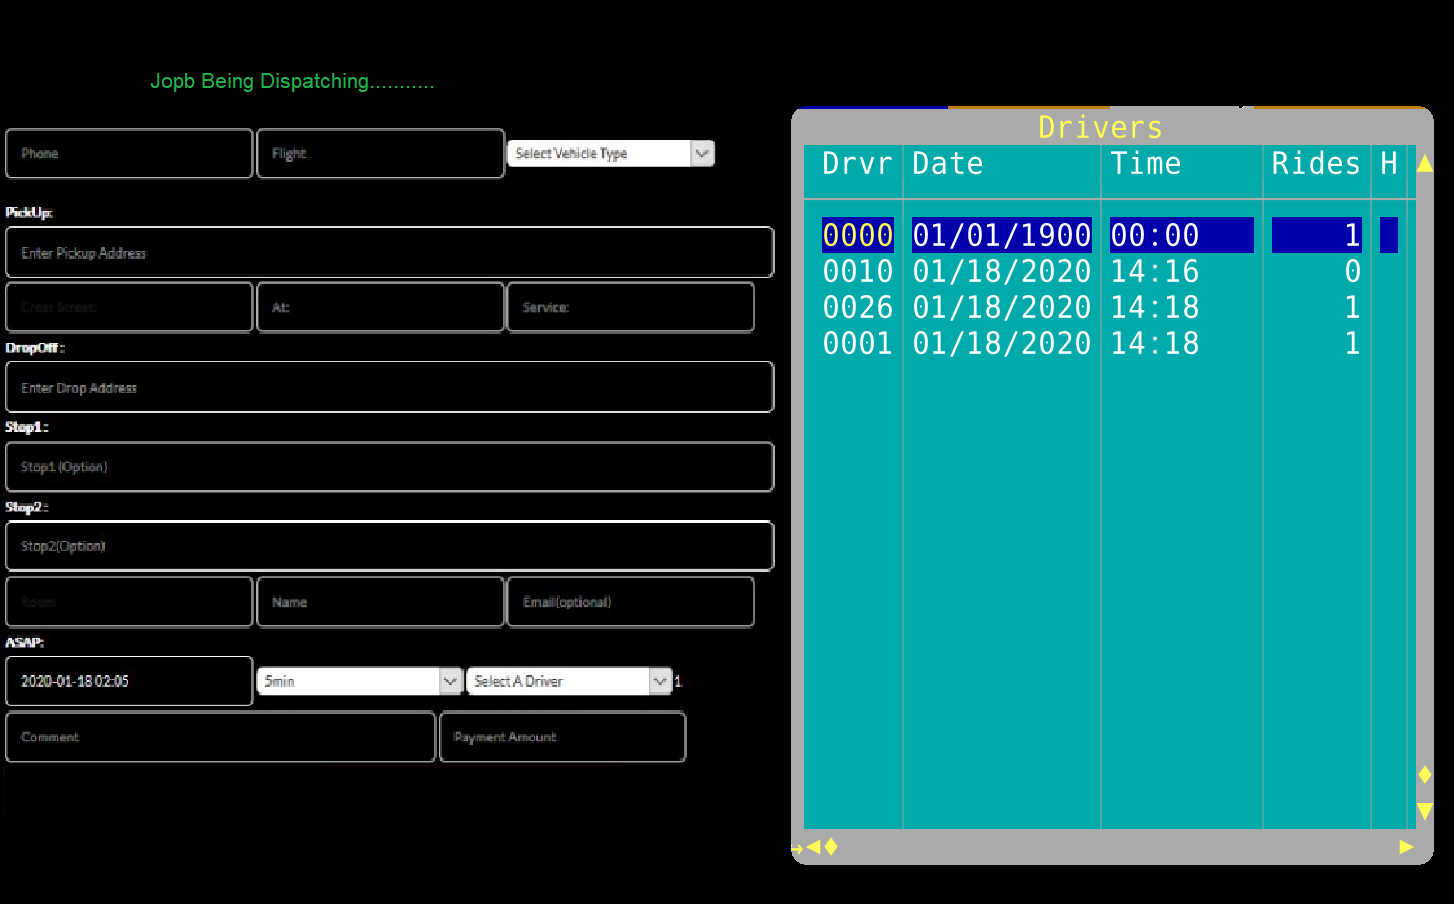 Jopb Being Dispatching...........
Phone Flight Select Vehicle Type
PickUp:
Enter Pickup Address
Cross Street: At: Service:
DropOff :
Enter Drop Address
Stop1 :
Stop1 (Option)
Stop2 :
Stop2(Option)
Room Name Email(optional)
ASAP:
2020-01-18 02:05 5min Select A Driver 1
Comment Payment Amount
Drivers
Drvr Date Time Rides H
0000 01/01/1900 00:00 1
0010 01/18/2020 14:16 0
0026 01/18/2020 14:18 1
0001 01/18/2020 14:18 1